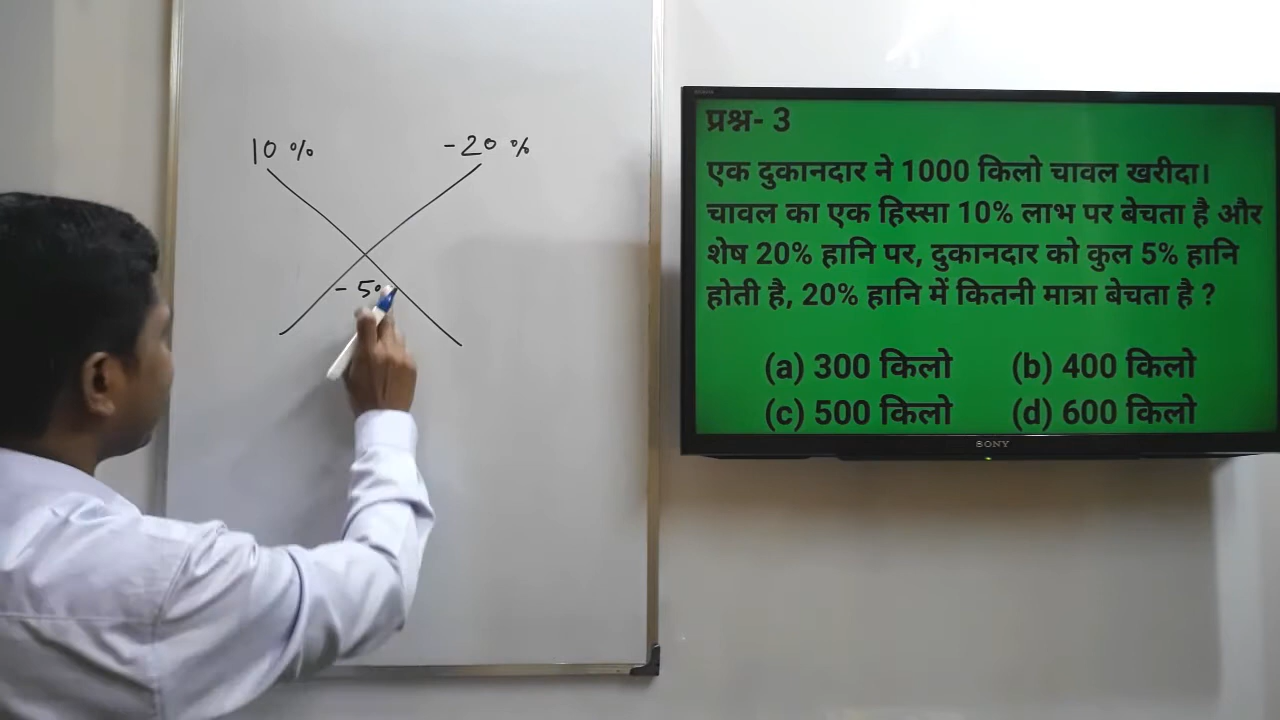 10 %
-20 %
- 5%
प्रश्न- 3
एक दुकानदार ने 1000 किलो चावल खरीदा।
चावल का एक हिस्सा 10% लाभ पर बेचता है और
शेष 20% हानि पर, दुकानदार को कुल 5% हानि
होती है, 20% हानि में कितनी मात्रा बेचता है ?
(a) 300 किलो (b) 400 किलो
(c) 500 किलो (d) 600 किलो
SONY